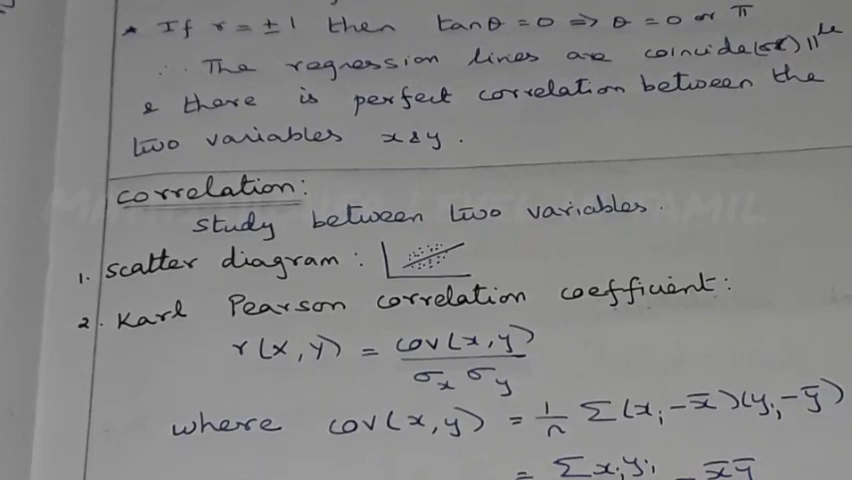 * If r = ±1 then tanθ = 0 ⇒ θ = 0 or π
∴ The regression lines are coincide (or) ||le
& there is perfect correlation between the
two variables x & y.
correlation:
study between two variables.
1. scatter diagram:
2. Karl Pearson correlation coefficient:
r(x, y) = cov(x, y) / σx σy
where cov(x, y) = 1/n Σ(xi - x̄)(yi - ȳ)
= Σxiyi - x̄ȳ